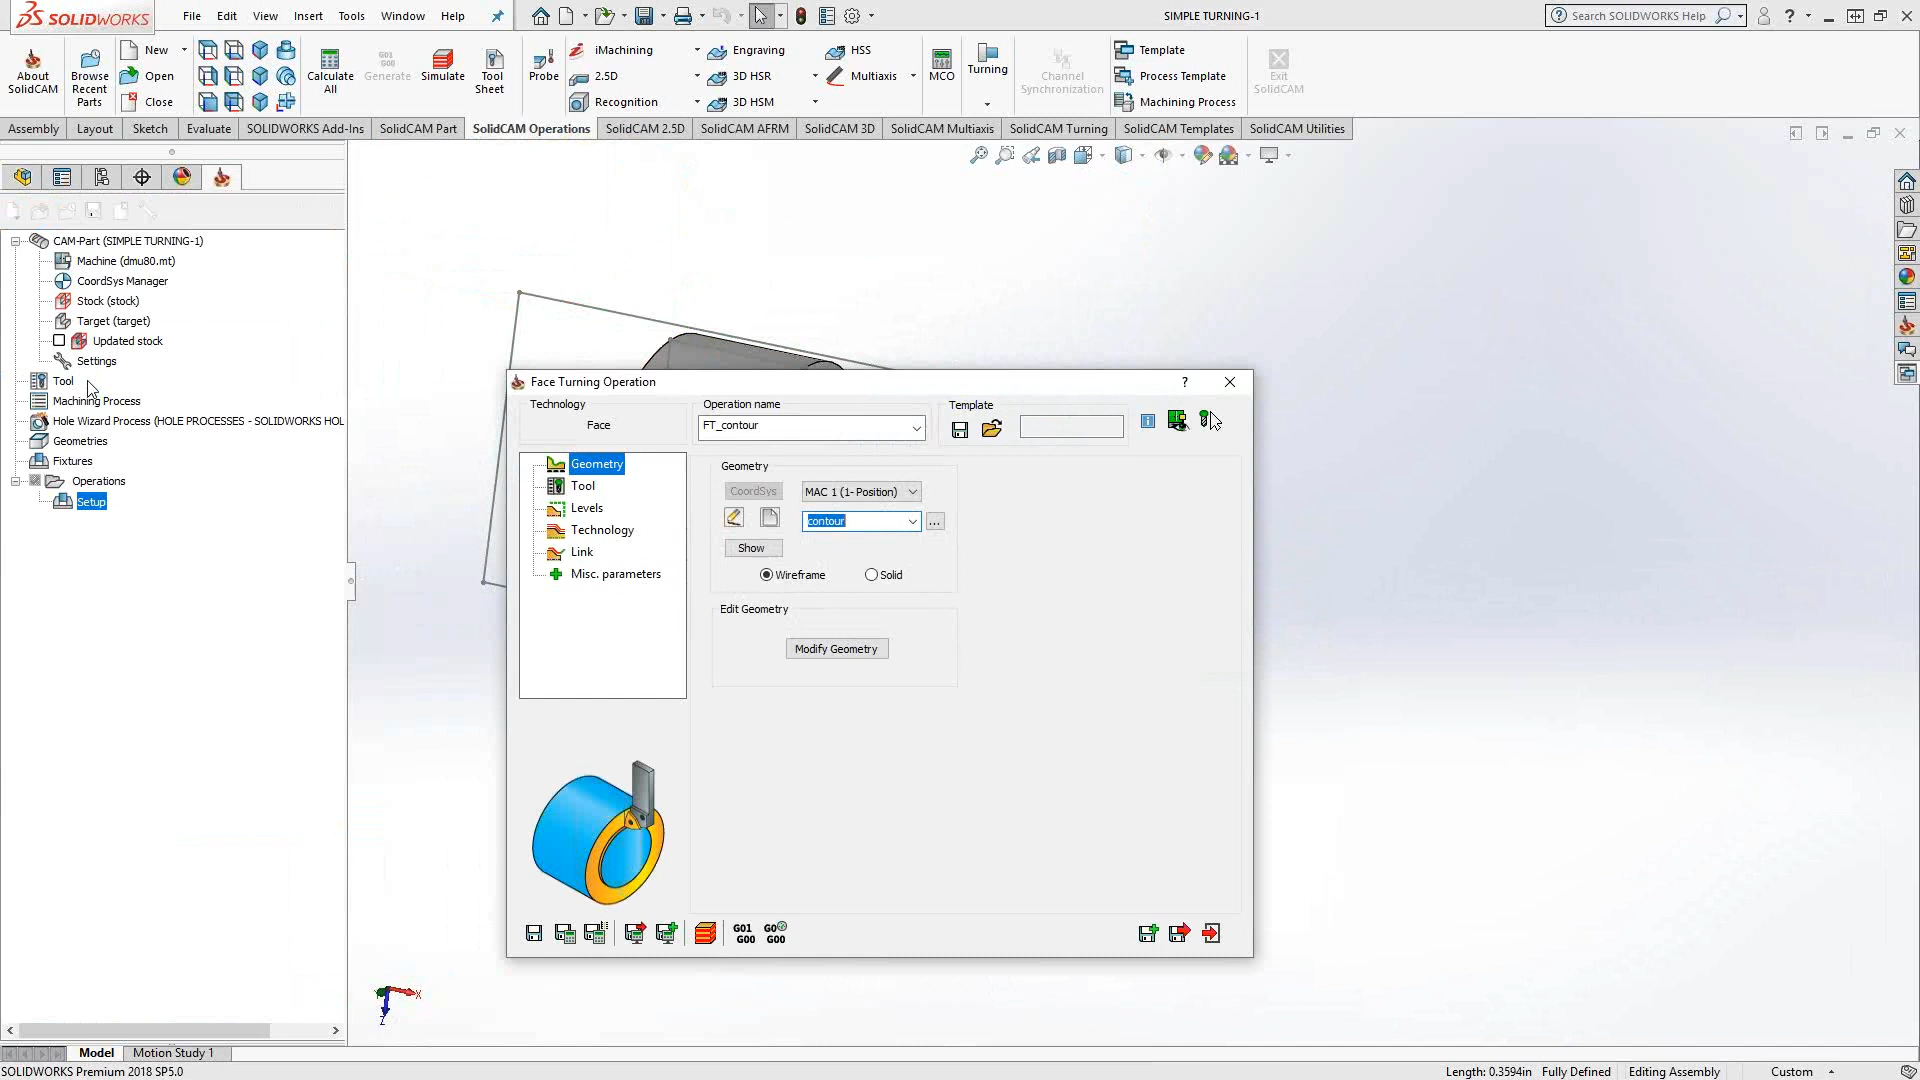 SOLIDWORKS
File Edit View Insert Tools Window Help
SIMPLE TURNING-1
Search SOLIDWORKS Help
About SolidCAM
Browse Recent Parts
New
Open
Close
Calculate All
G01 G00
Generate
Simulate
Tool Sheet
Probe
iMachining
2.5D
Recognition
Engraving
3D HSR
3D HSM
HSS
Multiaxis
MCO
Turning
Channel Synchronization
Template
Process Template
Machining Process
Exit SolidCAM
Assembly Layout Sketch Evaluate SOLIDWORKS Add-Ins SolidCAM Part SolidCAM Operations SolidCAM 2.5D SolidCAM AFRM SolidCAM 3D SolidCAM Multiaxis SolidCAM Turning SolidCAM Templates SolidCAM Utilities
CAM-Part (SIMPLE TURNING-1)
Machine (dmu80.mt)
CoordSys Manager
Stock (stock)
Target (target)
Updated stock
Settings
Tool
Machining Process
Hole Wizard Process (HOLE PROCESSES - SOLIDWORKS HOL
Geometries
Fixtures
Operations
Setup
Face Turning Operation
?
Technology
Face
Operation name
FT_contour
Template
Geometry
Tool
Levels
Technology
Link
Misc. parameters
Geometry
CoordSys
MAC 1 (1- Position)
contour
...
Show
Wireframe
Solid
Edit Geometry
Modify Geometry
G01 G00
G0 G00
X
Z
Model Motion Study 1
SOLIDWORKS Premium 2018 SP5.0
Length: 0.3594in Fully Defined Editing Assembly Custom